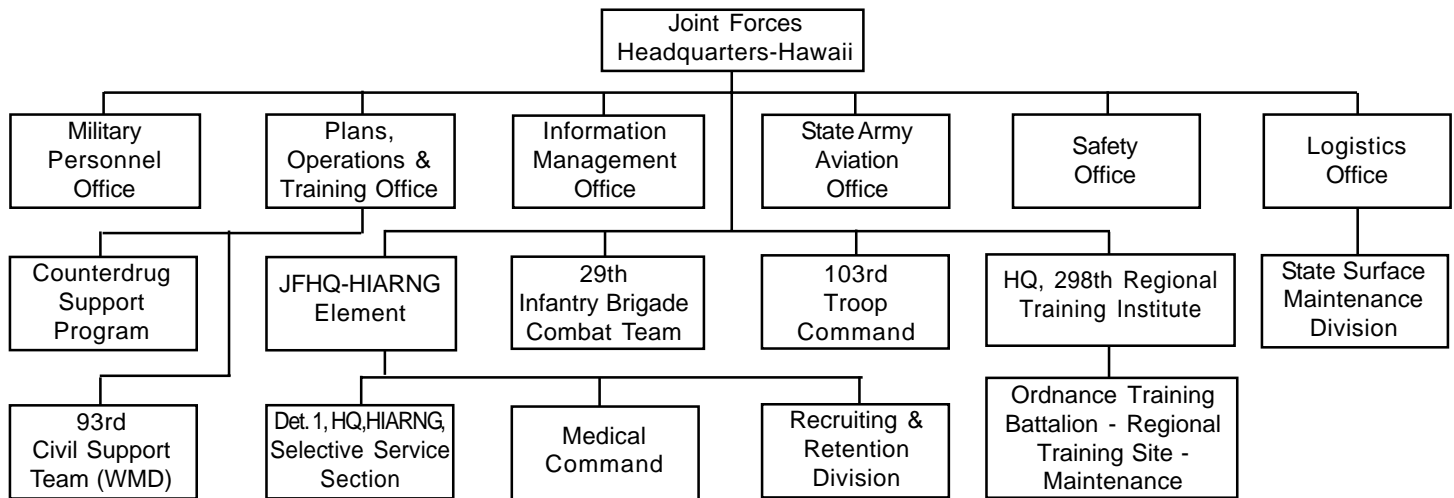 Joint Forces
Headquarters-Hawaii
Military
Personnel
Office
Plans,
Operations &
Training Office
Information
Management
Office
State Army
Aviation
Office
Safety
Office
Logistics
Office
Counterdrug
Support
Program
JFHQ-HIARNG
Element
29th
Infantry Brigade
Combat Team
103rd
Troop
Command
HQ, 298th Regional
Training Institute
State Surface
Maintenance
Division
93rd
Civil Support
Team (WMD)
Det. 1, HQ, HIARNG,
Selective Service
Section
Medical
Command
Recruiting &
Retention
Division
Ordnance Training
Battalion - Regional
Training Site -
Maintenance